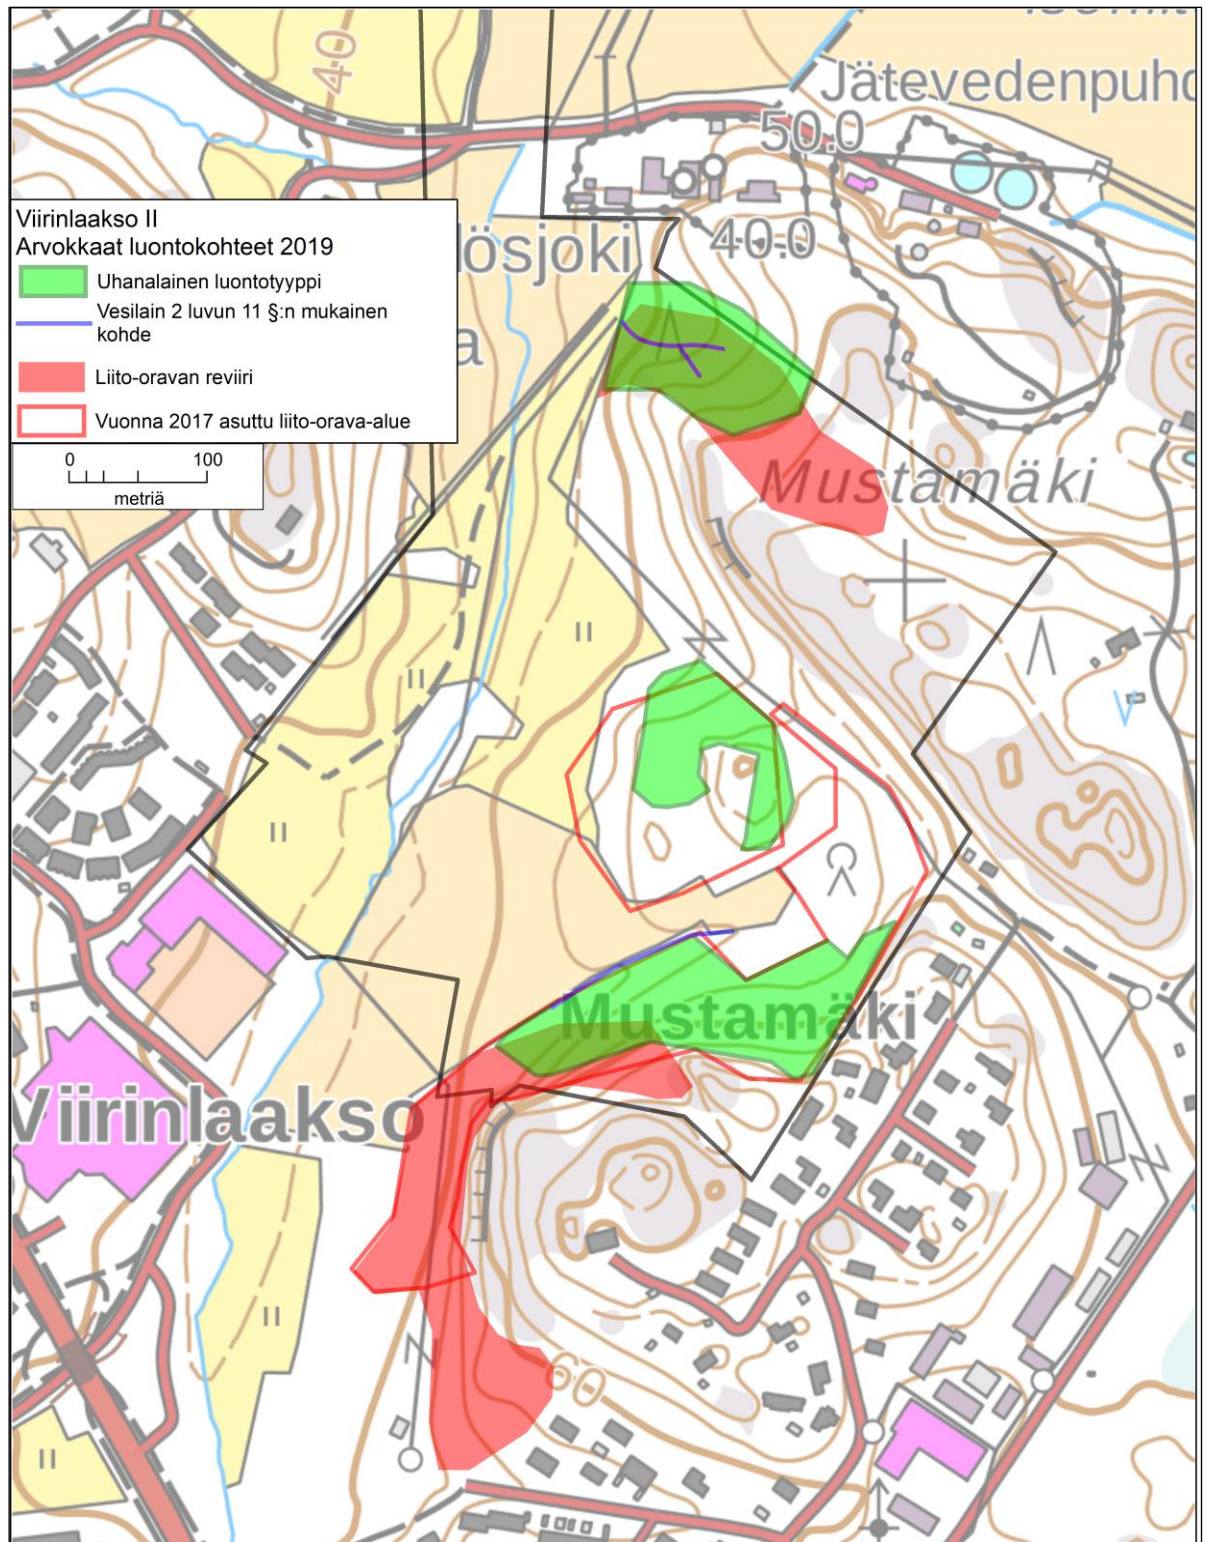 40
Jätevedenpuhd
50.0
40.0
Viirinlaakso II
Arvokkaat luontokohteet 2019
Uhanalainen luontotyyppi
Vesilain 2 luvun 11 §:n mukainen
kohde
Liito-oravan reviiri
Vuonna 2017 asuttu liito-orava-alue
0 100
metriä
lösjoki
a
Mustamäki
Mustamäki
Viirinlaakso
60